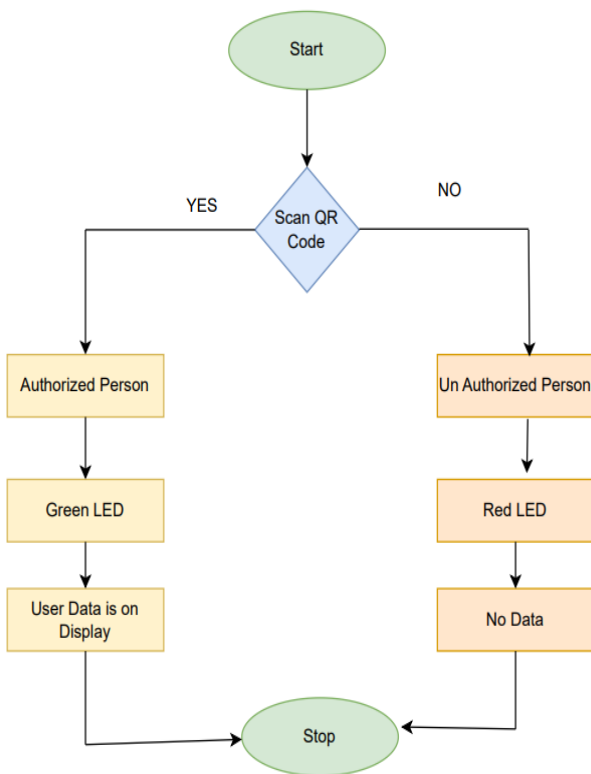 Start
YES
NO
Scan QR
Code
Authorized Person
Un Authorized Person
Green LED
Red LED
User Data is on
Display
No Data
Stop